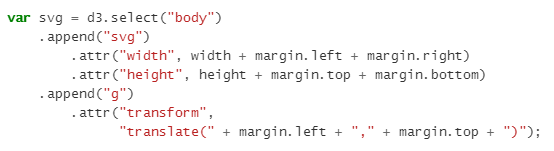 var svg = d3.select("body")
    .append("svg")
        .attr("width", width + margin.left + margin.right)
        .attr("height", height + margin.top + margin.bottom)
    .append("g")
        .attr("transform",
              "translate(" + margin.left + "," + margin.top + ")");